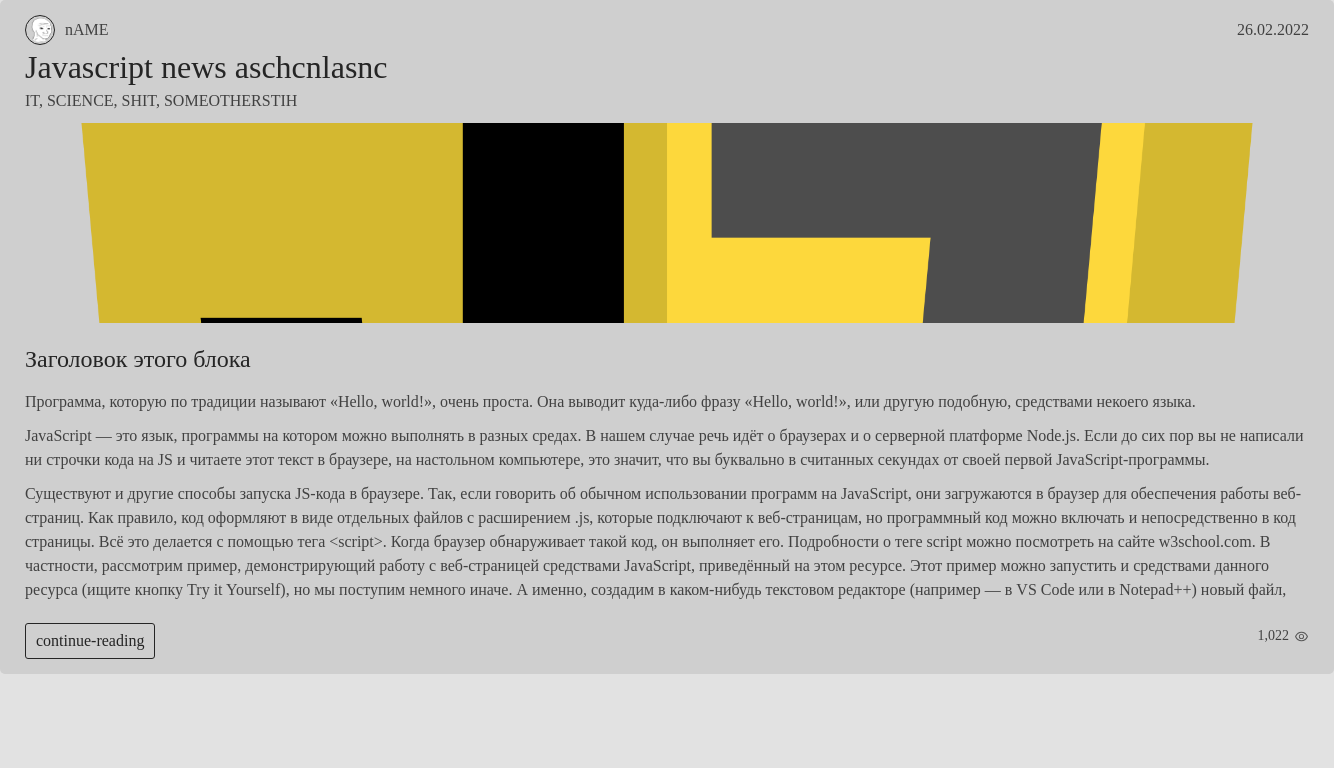 nAME
26.02.2022
Javascript news aschcnlasnc
IT, SCIENCE, SHIT, SOMEOTHERSTIH
Заголовок этого блока
Программа, которую по традиции называют «Hello, world!», очень проста. Она выводит куда-либо фразу «Hello, world!», или другую подобную, средствами некоего языка.
JavaScript — это язык, программы на котором можно выполнять в разных средах. В нашем случае речь идёт о браузерах и о серверной платформе Node.js. Если до сих пор вы не написали
ни строчки кода на JS и читаете этот текст в браузере, на настольном компьютере, это значит, что вы буквально в считанных секундах от своей первой JavaScript-программы.
Существуют и другие способы запуска JS-кода в браузере. Так, если говорить об обычном использовании программ на JavaScript, они загружаются в браузер для обеспечения работы веб-
страниц. Как правило, код оформляют в виде отдельных файлов с расширением .js, которые подключают к веб-страницам, но программный код можно включать и непосредственно в код
страницы. Всё это делается с помощью тега <script>. Когда браузер обнаруживает такой код, он выполняет его. Подробности о теге script можно посмотреть на сайте w3school.com. В
частности, рассмотрим пример, демонстрирующий работу с веб-страницей средствами JavaScript, приведённый на этом ресурсе. Этот пример можно запустить и средствами данного
ресурса (ищите кнопку Try it Yourself), но мы поступим немного иначе. А именно, создадим в каком-нибудь текстовом редакторе (например — в VS Code или в Notepad++) новый файл,
continue-reading
1,022